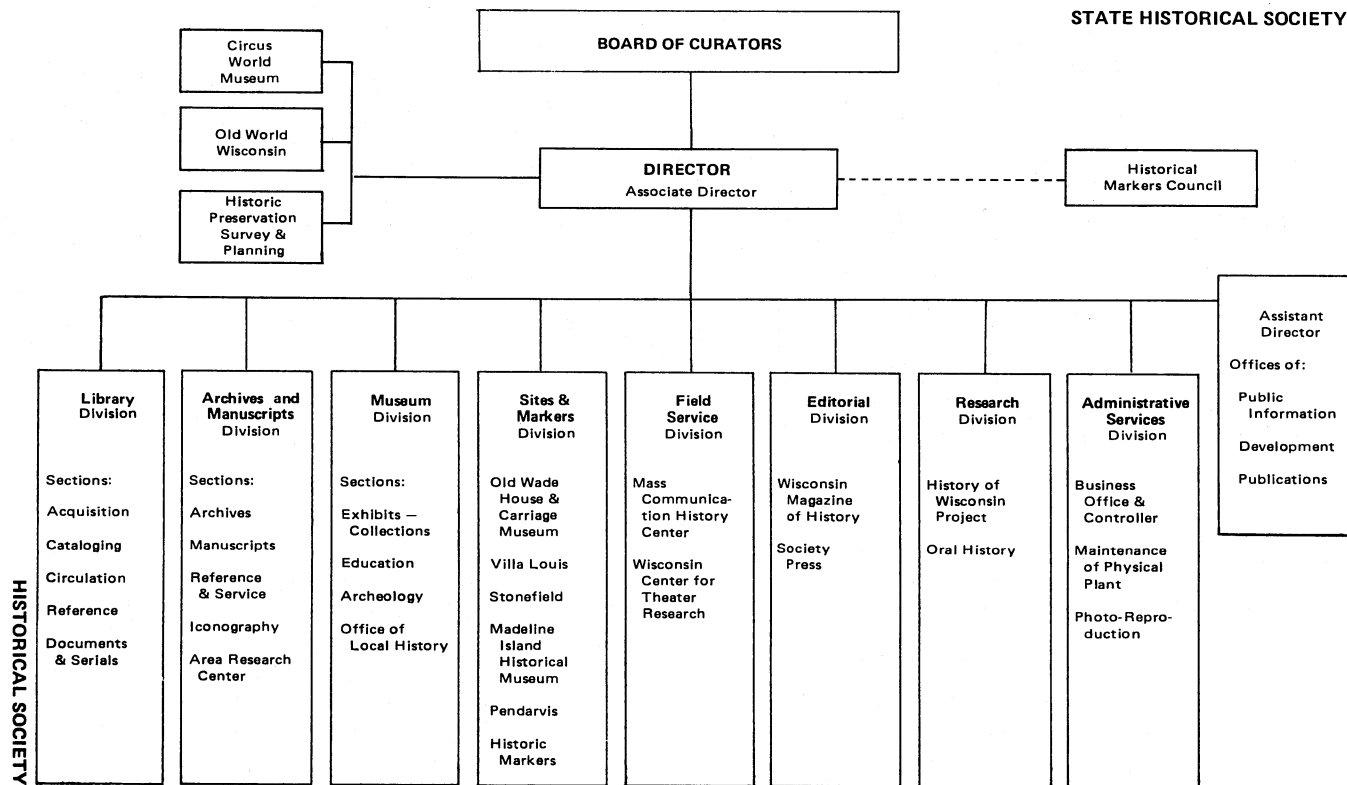 STATE HISTORICAL SOCIETY
BOARD OF CURATORS
Circus
World
Museum
Old World
Wisconsin
Historic
Preservation
Survey &
Planning
DIRECTOR
Associate Director
Historical
Markers Council
Assistant
Director
Offices of:
Public
Information
Development
Publications
Library
Division
Sections:
Acquisition
Cataloging
Circulation
Reference
Documents
& Serials
Archives and
Manuscripts
Division
Sections:
Archives
Manuscripts
Reference
& Service
Iconography
Area Research
Center
Museum
Division
Sections:
Exhibits —
Collections
Education
Archeology
Office of
Local History
Sites &
Markers
Division
Old Wade
House &
Carriage
Museum
Villa Louis
Stonefield
Madeline
Island
Historical
Museum
Pendarvis
Historic
Markers
Field
Service
Division
Mass
Communica-
tion History
Center
Wisconsin
Center for
Theater
Research
Editorial
Division
Wisconsin
Magazine
of History
Society
Press
Research
Division
History of
Wisconsin
Project
Oral History
Administrative
Services
Division
Business
Office &
Controller
Maintenance
of Physical
Plant
Photo-Repro-
duction
HISTORICAL SOCIETY